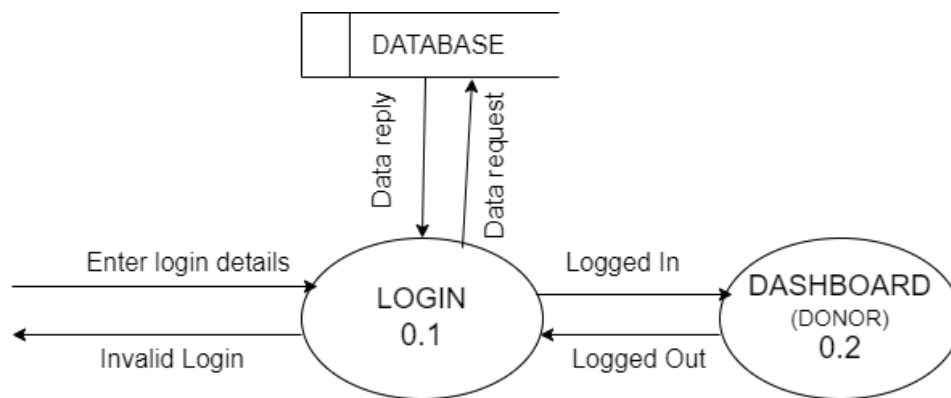 DATABASE
Data reply
Data request
Enter login details
Logged In
LOGIN
0.1
DASHBOARD
(DONOR)
0.2
Invalid Login
Logged Out